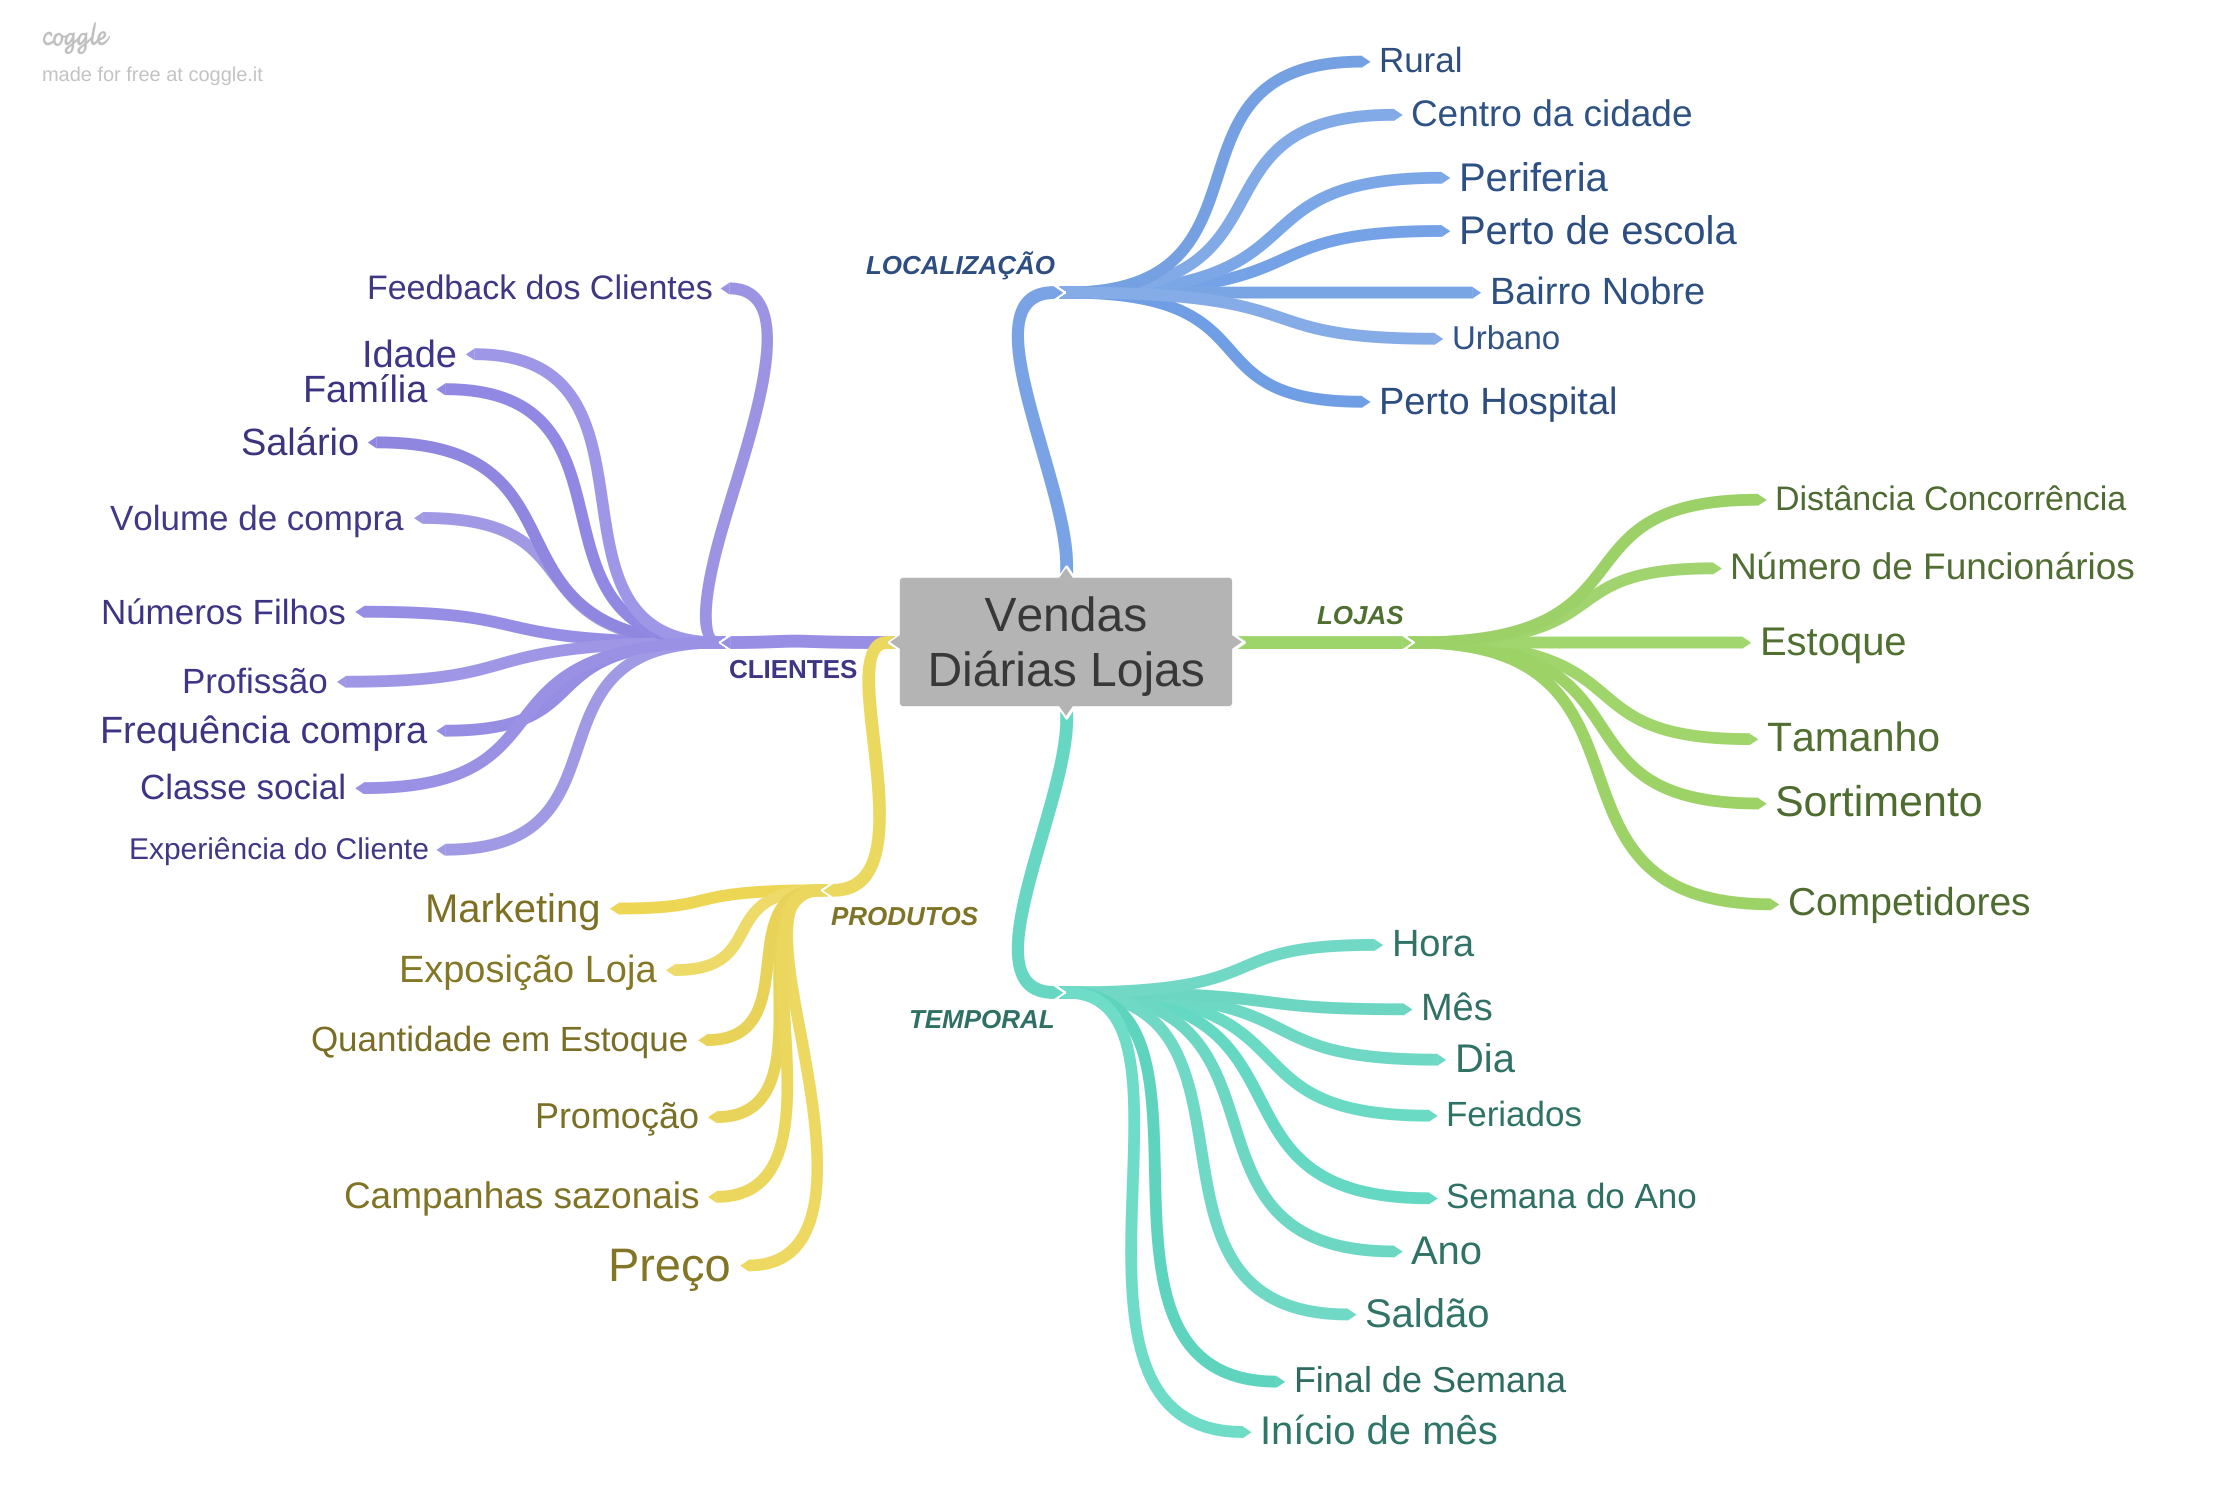 coggle
made for free at coggle.it
Vendas
Diárias Lojas
LOCALIZAÇÃO
Rural
Centro da cidade
Periferia
Perto de escola
Bairro Nobre
Urbano
Perto Hospital
LOJAS
Distância Concorrência
Número de Funcionários
Estoque
Tamanho
Sortimento
Competidores
TEMPORAL
Hora
Mês
Dia
Feriados
Semana do Ano
Ano
Saldão
Final de Semana
Início de mês
CLIENTES
Feedback dos Clientes
Idade
Família
Salário
Volume de compra
Números Filhos
Profissão
Frequência compra
Classe social
Experiência do Cliente
PRODUTOS
Marketing
Exposição Loja
Quantidade em Estoque
Promoção
Campanhas sazonais
Preço